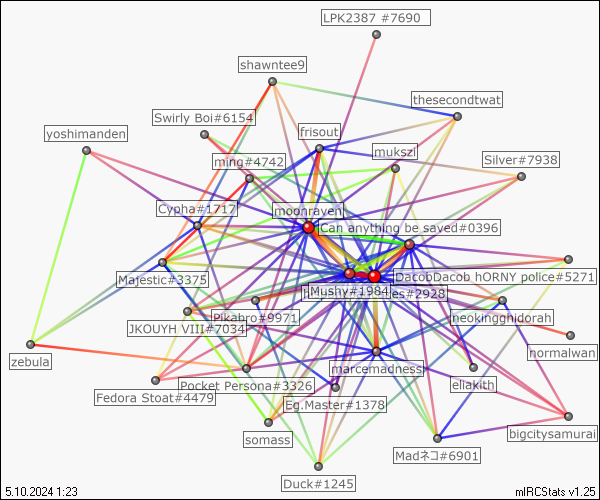 LPK2387 #7690
shawntee9
thesecondtwat
Swirly Boi#6154
frisout
yoshimanden
mukszi
ming#4742
Silver#7938
Cypha#1717
moonraven
Can anything be saved#0396
Majestic#3375
DacobDacob hORNY police#5271
Mushy#1984
es#2928
Pikabro#9971
neokingghidorah
JKOUYH VIII#7034
normalwan
zebula
marcemadness
Pocket Persona#3326
eliakith
Fedora Stoat#4479
Eg.Master#1378
bigcitysamurai
somass
Madネコ#6901
Duck#1245
5.10.2024 1:23
mIRCStats v1.25